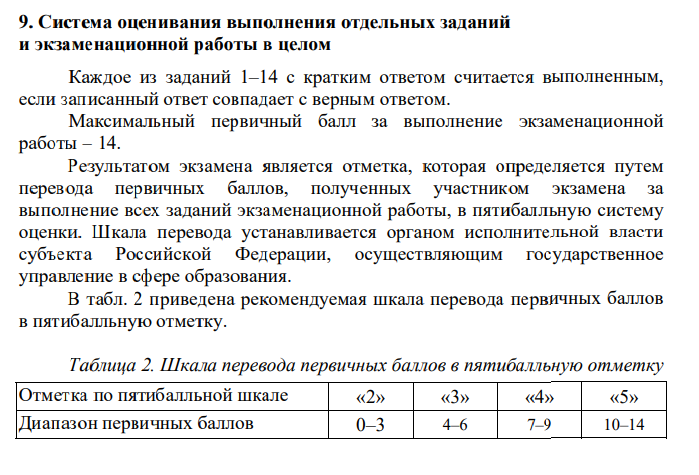 9. Система оценивания выполнения отдельных заданий
и экзаменационной работы в целом
Каждое из заданий 1–14 с кратким ответом считается выполненным,
если записанный ответ совпадает с верным ответом.
Максимальный первичный балл за выполнение экзаменационной
работы – 14.
Результатом экзамена является отметка, которая определяется путем
перевода первичных баллов, полученных участником экзамена за
выполнение всех заданий экзаменационной работы, в пятибалльную систему
оценки. Шкала перевода устанавливается органом исполнительной власти
субъекта Российской Федерации, осуществляющим государственное
управление в сфере образования.
В табл. 2 приведена рекомендуемая шкала перевода первичных баллов
в пятибалльную отметку.
Таблица 2. Шкала перевода первичных баллов в пятибалльную отметку
Отметка по пятибалльной шкале «2» «3» «4» «5»
Диапазон первичных баллов 0–3 4–6 7–9 10–14